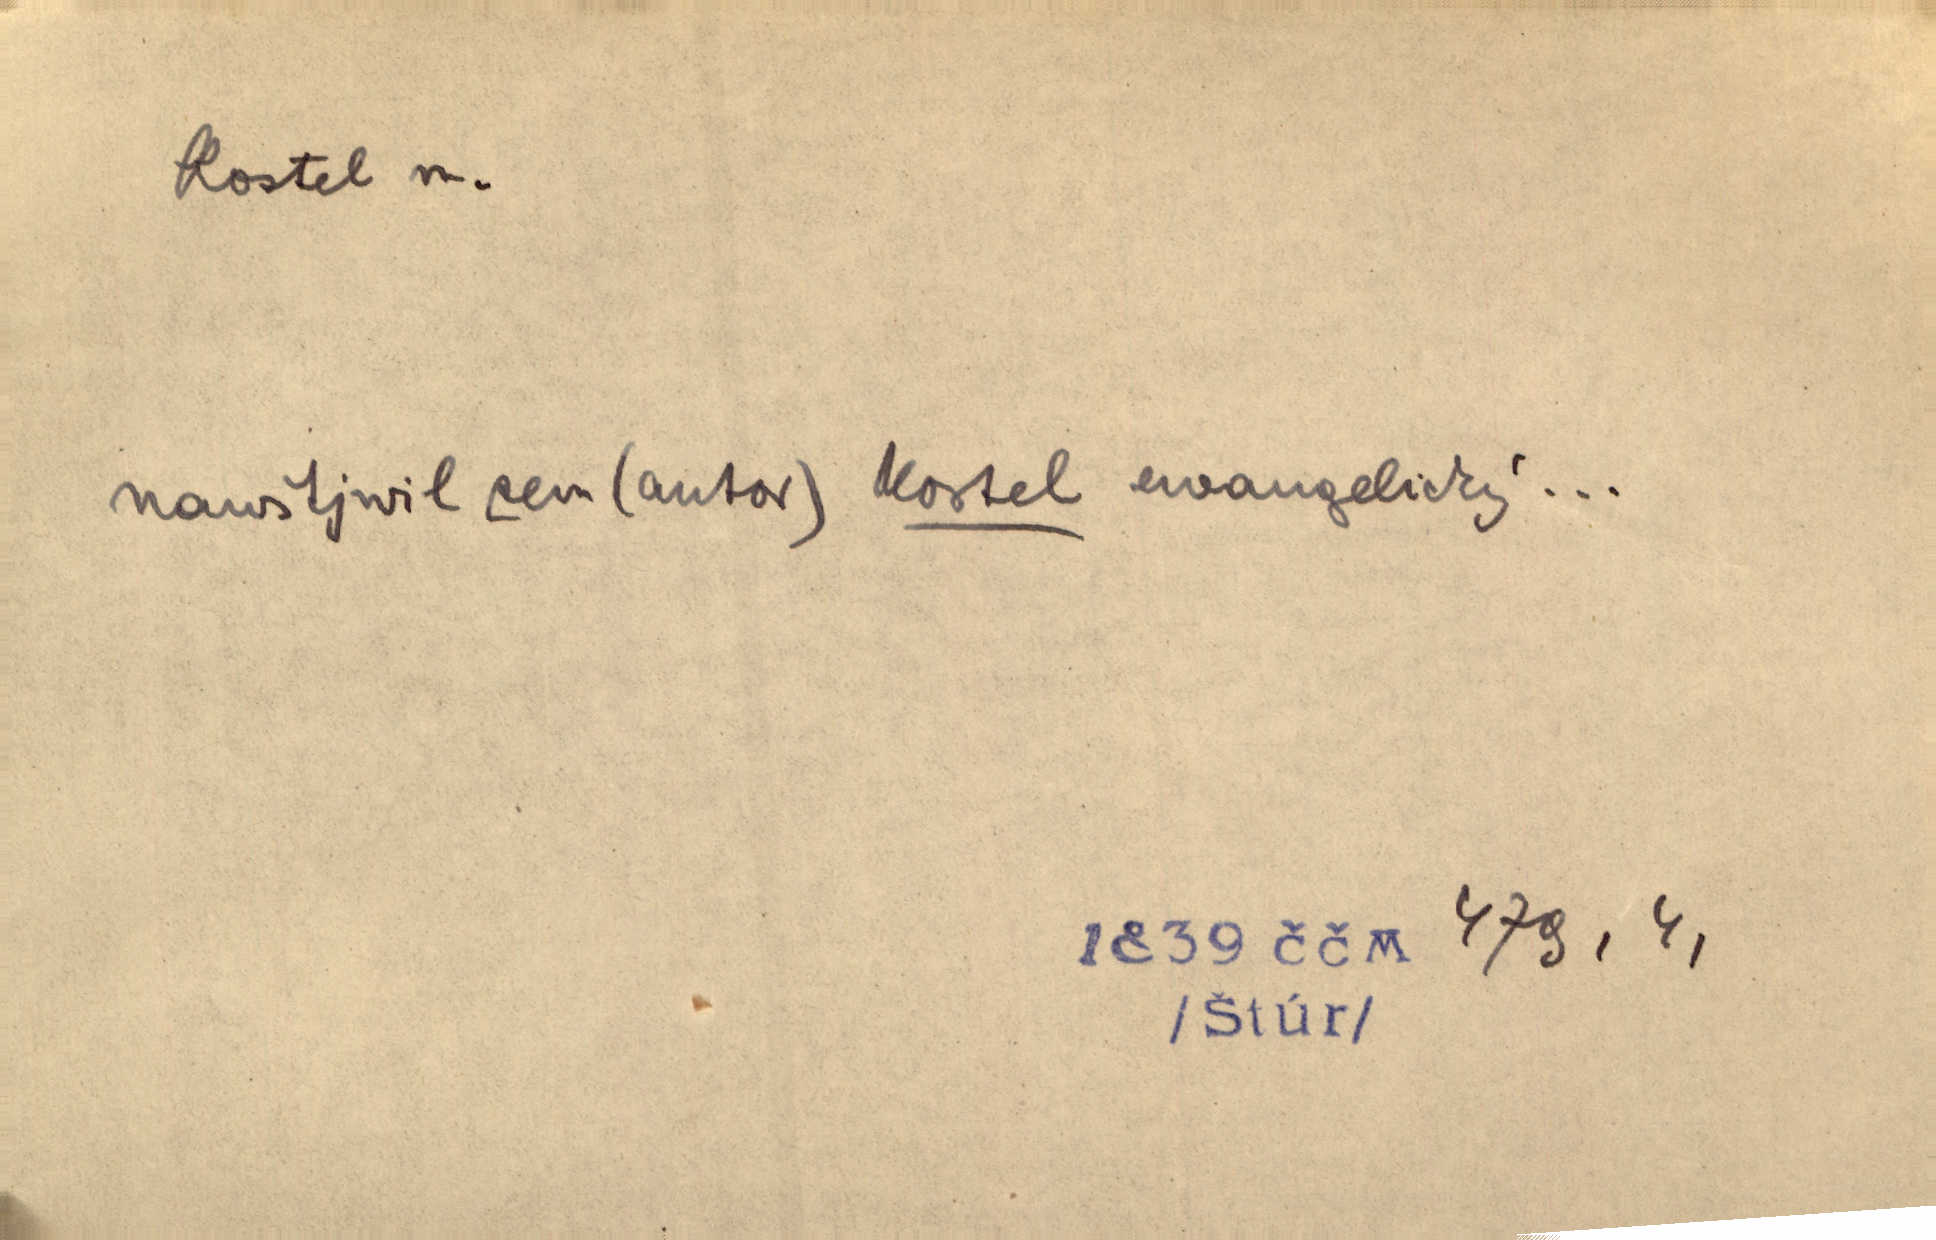 Kostel m.
nawštjwil sem (autor) kostel ewangelický...
1839 ččm 479, 4,
/Štúr/